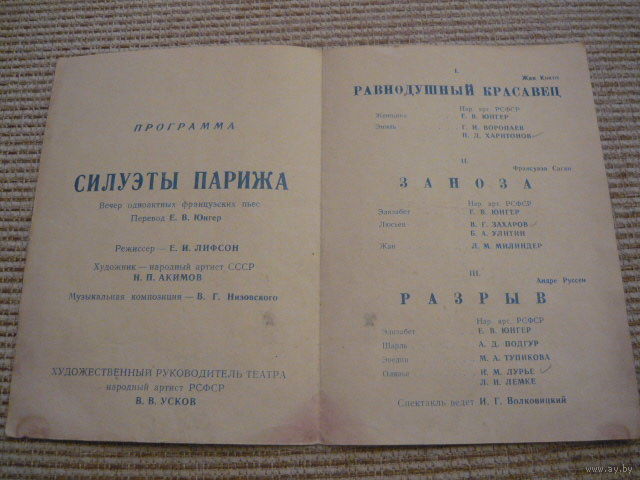 ПРОГРАММА
СИЛУЭТЫ ПАРИЖА
Вечер одноактных французских пьес
Перевод Е. В. Юнгер
Режиссер — Е. И. ЛИФСОН
Художник — народный артист СССР
Н. П. АКИМОВ
Музыкальная композиция — В. Г. Низовского
ХУДОЖЕСТВЕННЫЙ РУКОВОДИТЕЛЬ ТЕАТРА
народный артист РСФСР
В. В. УСКОВ
I.
Жан Кокто
РАВНОДУШНЫЙ КРАСАВЕЦ
Нар. арт. РСФСР
Женщина Е. В. ЮНГЕР
Эмиль Г. И. ВОРОПАЕВ
В. Д. ХАРИТОНОВ
II.
Франсуаза Саган
ЗАНОЗА
Нар. арт. РСФСР
Элизабет Е. В. ЮНГЕР
Люсьен В. Г. ЗАХАРОВ
Б. А. УЛИТИН
Жан Л. М. МИЛИНДЕР
III.
Андре Руссен
РАЗРЫВ
Нар. арт. РСФСР
Элизабет Е. В. ЮНГЕР
Шарль А. Д. ПОДГУР
М. А. ТУПИКОВА
И. М. ЛУРЬЕ
Л. И. ЛЕМКЕ
Спектакль ведет И. Г. Волковицкий
www.ay.by